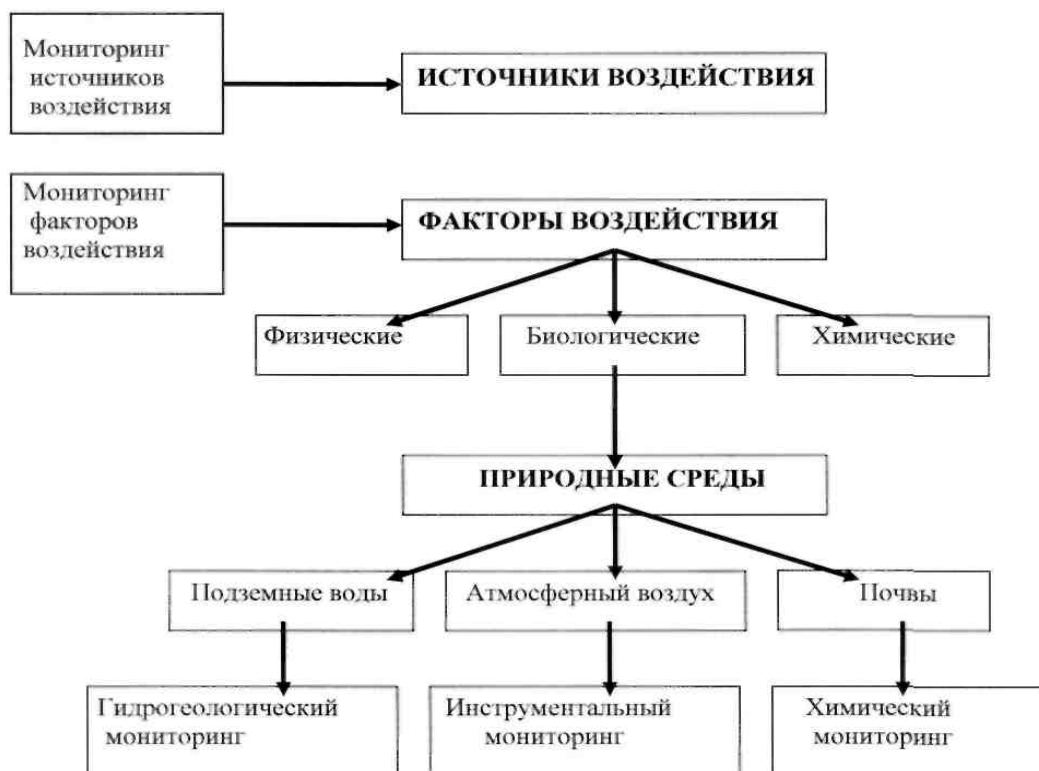 Мониторинг
источников
воздействия
ИСТОЧНИКИ ВОЗДЕЙСТВИЯ
Мониторинг
факторов
воздействия
ФАКТОРЫ ВОЗДЕЙСТВИЯ
Физические
Биологические
Химические
ПРИРОДНЫЕ СРЕДЫ
Подземные воды
Атмосферный воздух
Почвы
Гидрогеологический
мониторинг
Инструментальный
мониторинг
Химический
мониторинг